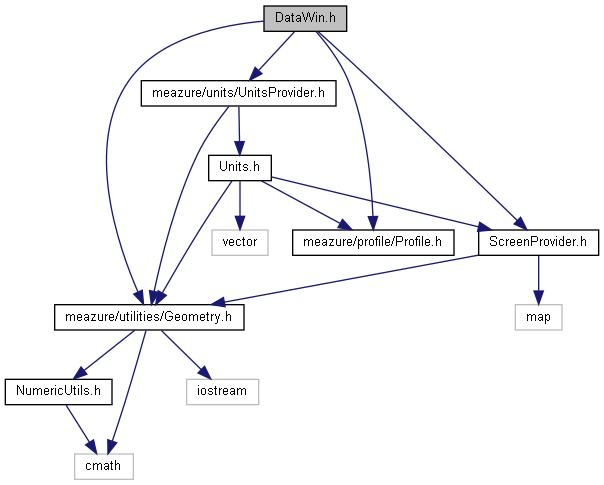 DataWin.h
meazure/units/UnitsProvider.h
Units.h
vector
meazure/profile/Profile.h
ScreenProvider.h
meazure/utilities/Geometry.h
map
NumericUtils.h
iostream
cmath